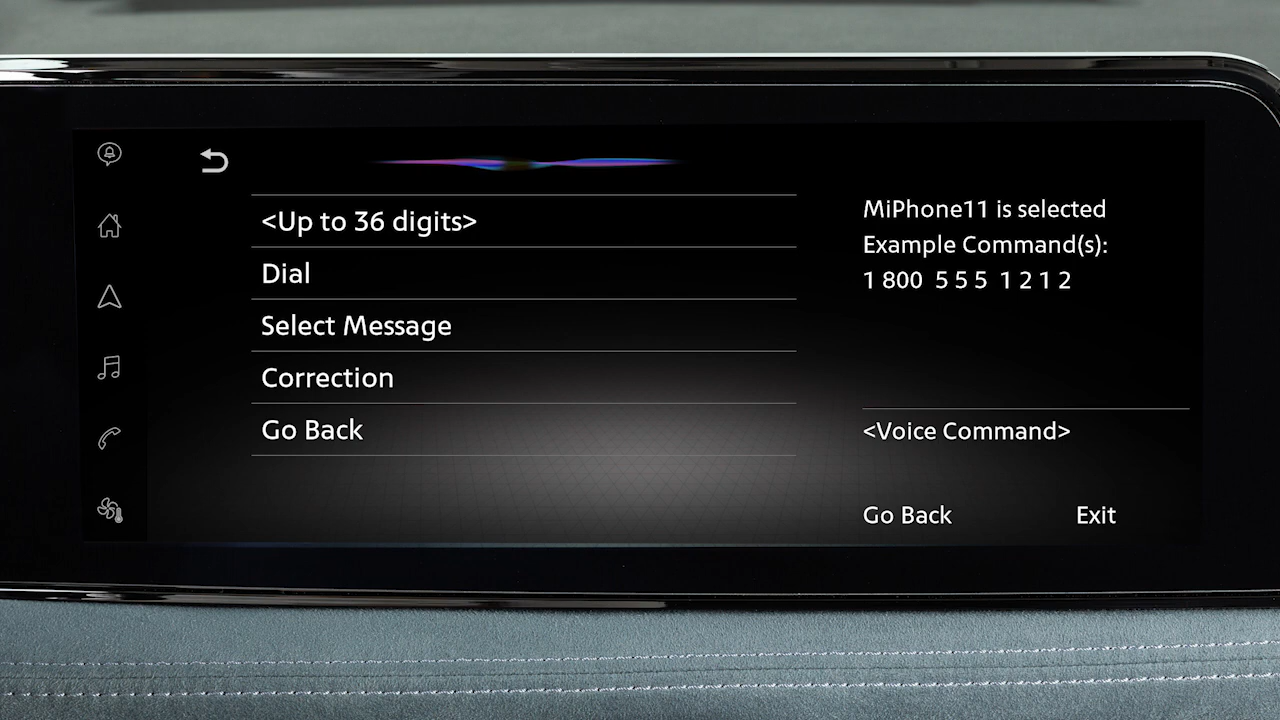 <Up to 36 digits>
Dial
Select Message
Correction
Go Back
MiPhone11 is selected
Example Command(s):
1 800 5 5 5 1 2 1 2
<Voice Command>
Go Back
Exit